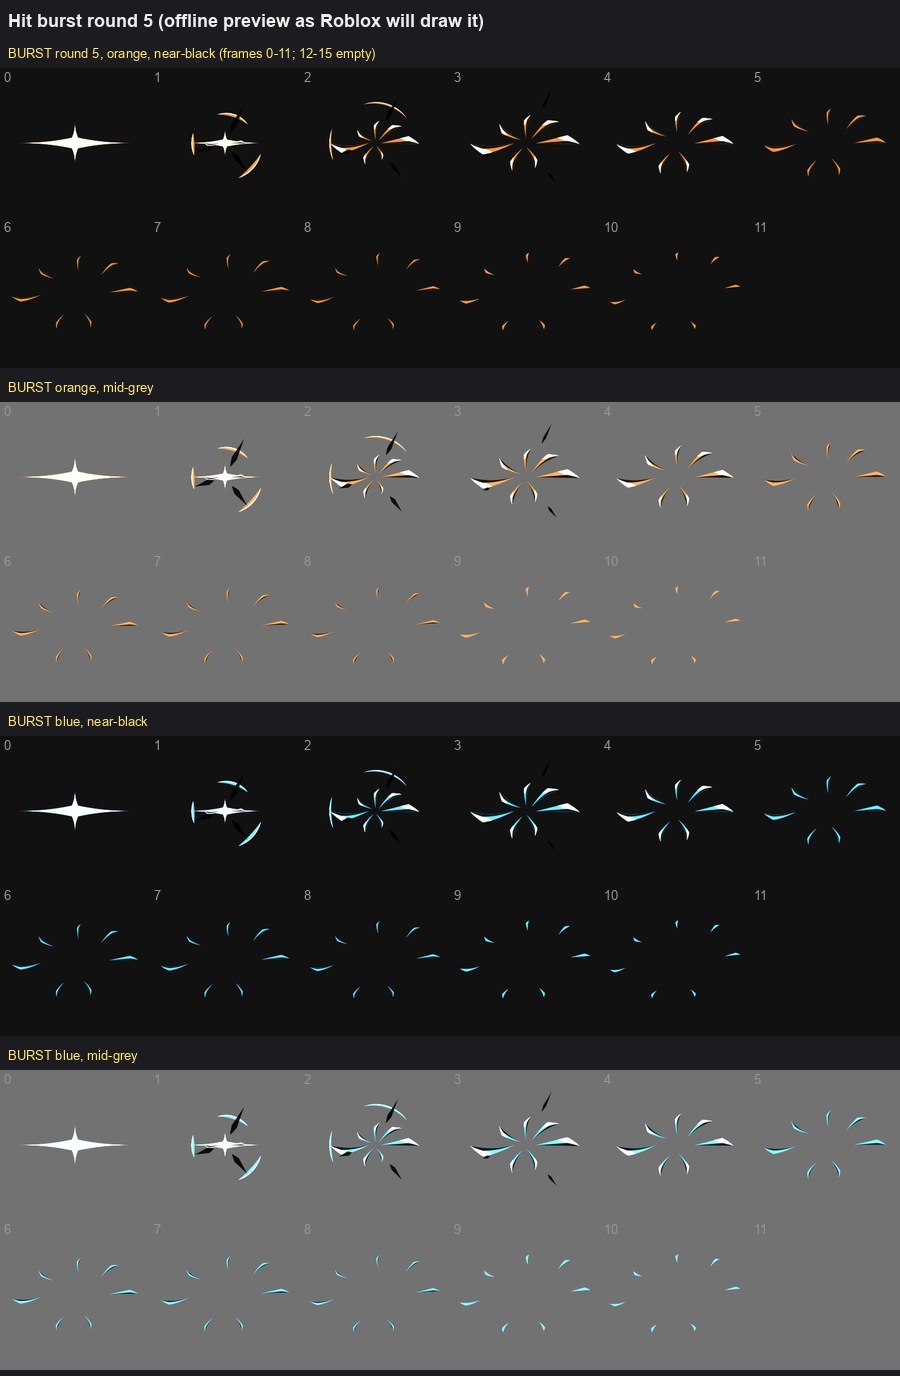 Hit burst round 5 (offline preview as Roblox will draw it)
BURST round 5, orange, near-black (frames 0-11; 12-15 empty)
0 1 2 3 4 5
6 7 8 9 10 11
BURST orange, mid-grey
0 1 2 3 4 5
6 7 8 9 10 11
BURST blue, near-black
0 1 2 3 4 5
6 7 8 9 10 11
BURST blue, mid-grey
0 1 2 3 4 5
6 7 8 9 10 11